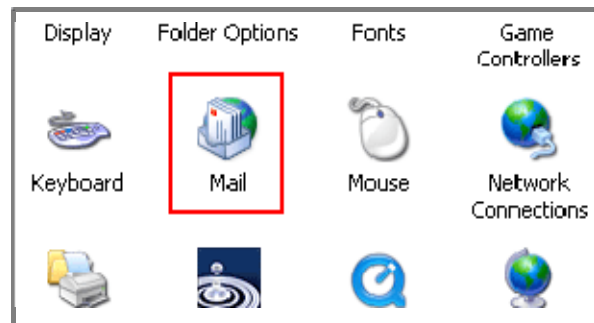 Display Folder Options Fonts Game
Controllers
Keyboard Mail Mouse Network
Connections